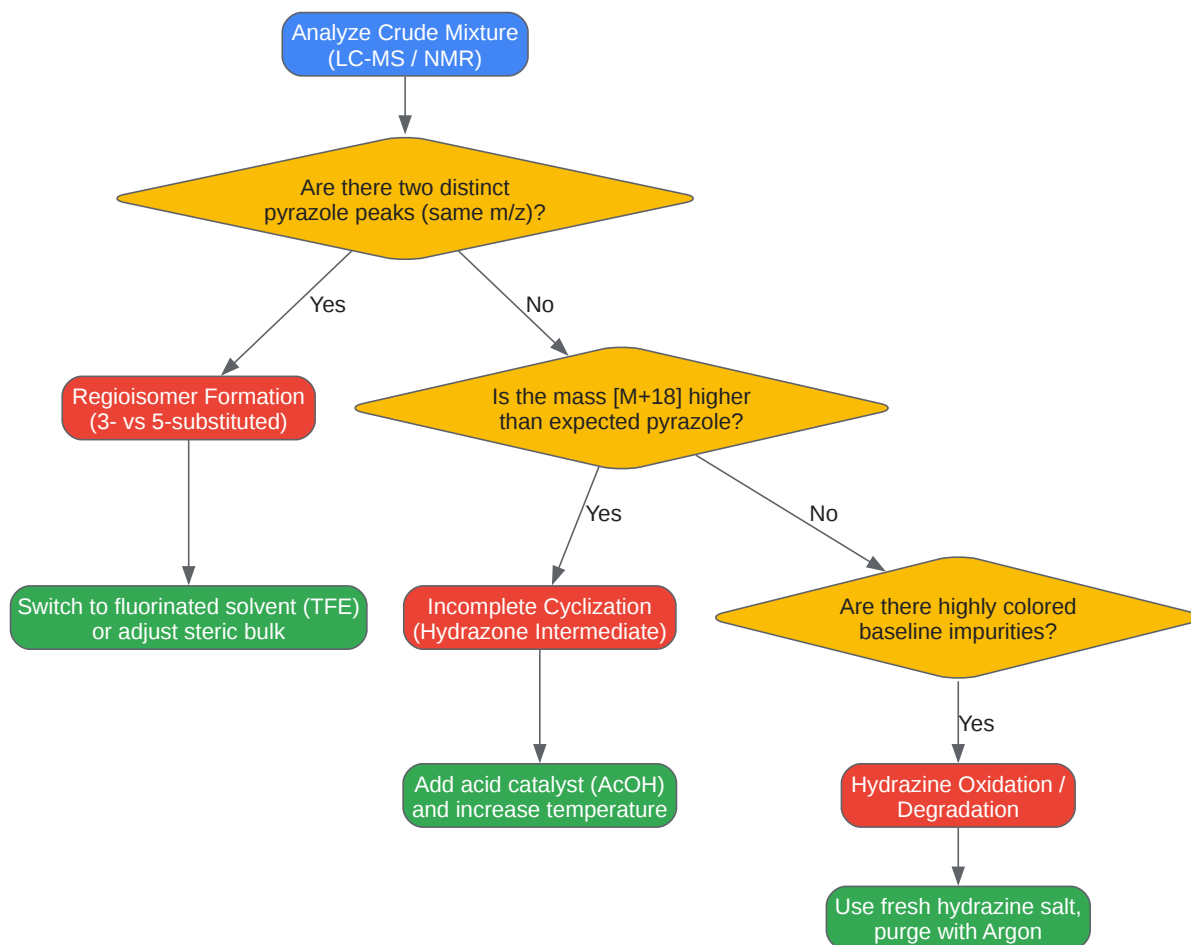 Analyze Crude Mixture
(LC-MS / NMR)
Are there two distinct
pyrazole peaks (same m/z)?
Yes
No
Regioisomer Formation
(3- vs 5-substituted)
Is the mass [M+18] higher
than expected pyrazole?
Yes
No
Switch to fluorinated solvent (TFE)
or adjust steric bulk
Incomplete Cyclization
(Hydrazone Intermediate)
Are there highly colored
baseline impurities?
Yes
Add acid catalyst (AcOH)
and increase temperature
Hydrazine Oxidation /
Degradation
Use fresh hydrazine salt,
purge with Argon